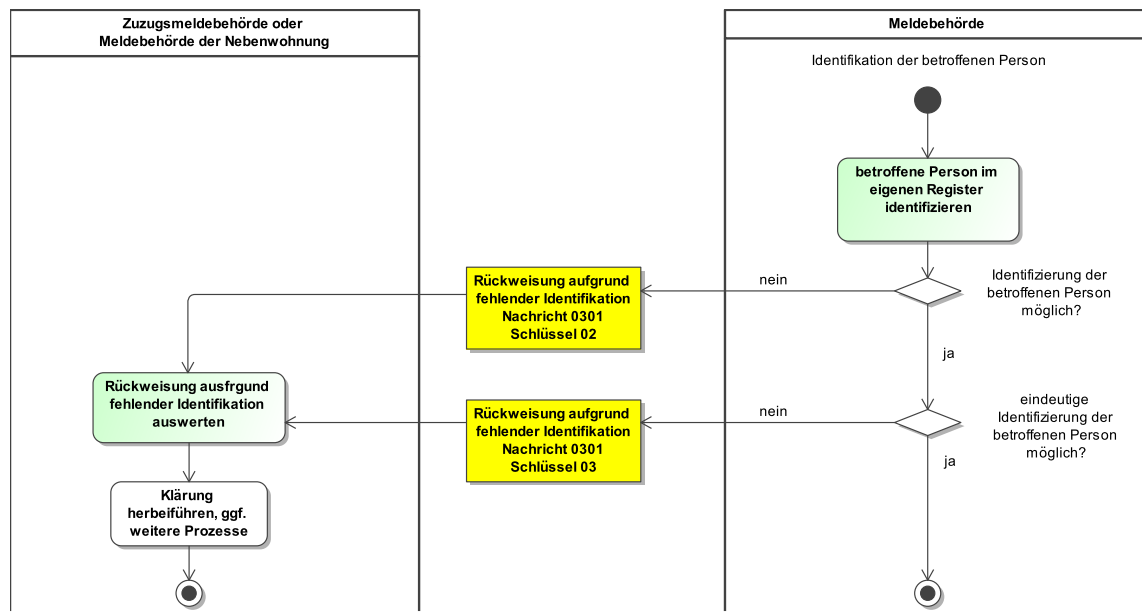 Zuzugsmeldebehörde oder
Meldebehörde der Nebenwohnung
Meldebehörde
Identifikation der betroffenen Person
betroffene Person im
eigenen Register
identifizieren
Identifizierung der
betroffenen Person
möglich?
nein
Rückweisung aufgrund
fehlender Identifikation
Nachricht 0301
Schlüssel 02
ja
Rückweisung ausfrgund
fehlender Identifikation
auswerten
Rückweisung aufgrund
fehlender Identifikation
Nachricht 0301
Schlüssel 03
nein
eindeutige
Identifizierung der
betroffenen Person
möglich?
ja
Klärung
herbeiführen, ggf.
weitere Prozesse